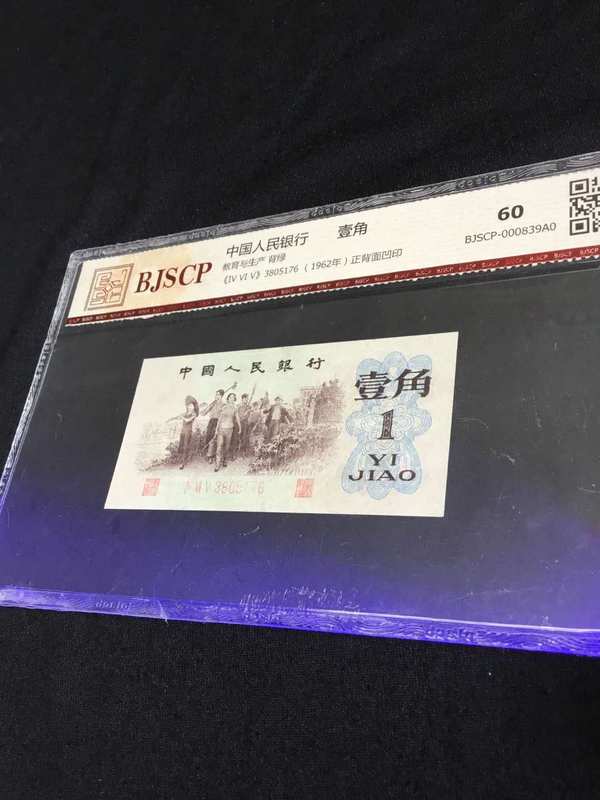 BJSCP
中国人民银行 壹角
教育与生产 背绿
《IV VI V》3805176（1962年）正背面凹印
60
BJSCP-000839A0
中國人民銀行
壹角
1
YI
JIAO
VI V 3805176